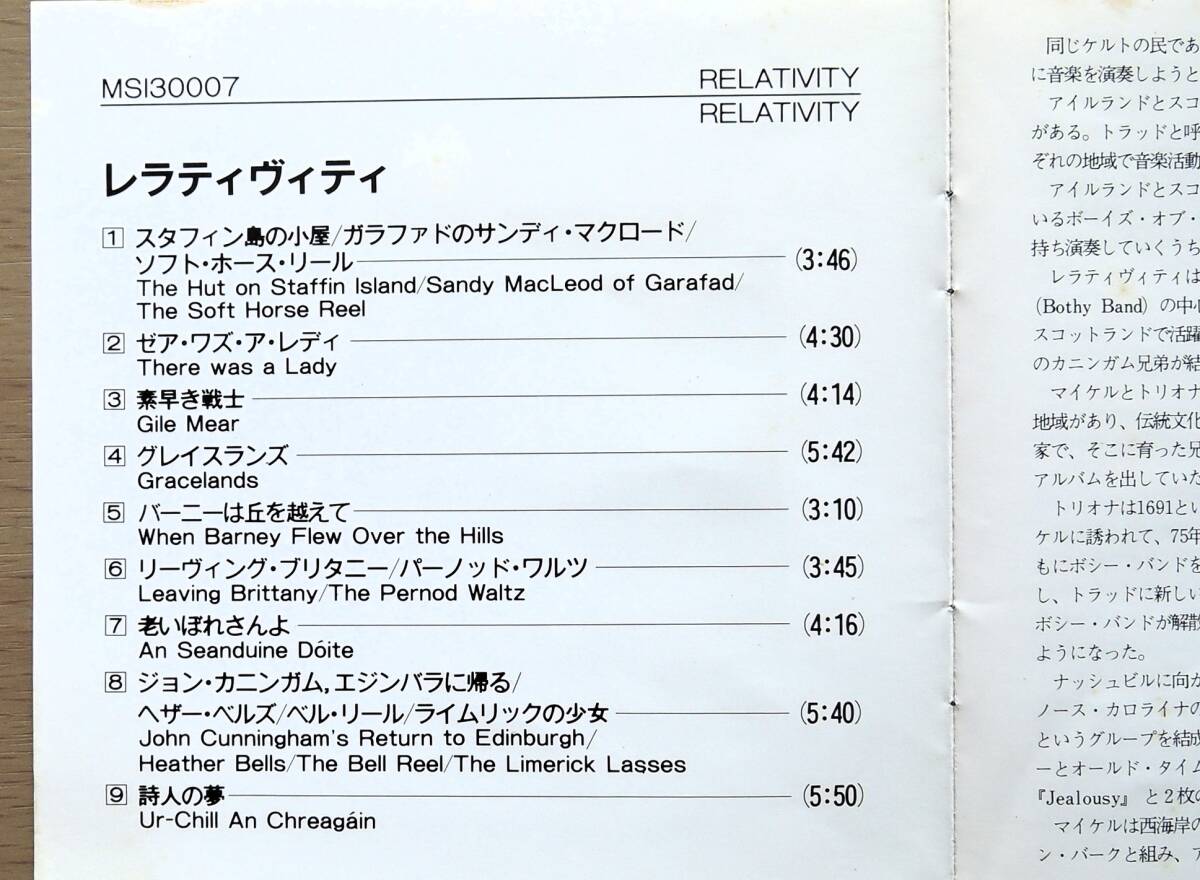 MSI30007
RELATIVITY
RELATIVITY
レラティヴィティ
1 スタフィン島の小屋/ガラファドのサンディ・マクロード/
ソフト・ホース・リール (3:46)
The Hut on Staffin Island/Sandy MacLeod of Garafad/
The Soft Horse Reel
2 ゼア・ワズ・ア・レディ (4:30)
There was a Lady
3 素早き戦士 (4:14)
Gile Mear
4 グレイスランズ (5:42)
Gracelands
5 バーニーは丘を越えて (3:10)
When Barney Flew Over the Hills
6 リーヴィング・ブリタニー/パーノッド・ワルツ (3:45)
Leaving Brittany/The Pernod Waltz
7 老いぼれさんよ (4:16)
An Seanduine Dóite
8 ジョン・カニンガム,エジンバラに帰る/
ヘザー・ベルズ/ベル・リール/ライムリックの少女 (5:40)
John Cunningham's Return to Edinburgh/
Heather Bells/The Bell Reel/The Limerick Lasses
9 詩人の夢 (5:50)
Ur-Chill An Chreagáin
同じケルトの民であ
に音楽を演奏しようと
アイルランドとスコ
がある。トラッドと呼
ぞれの地域で音楽活動
アイルランドとスコ
いるボーイズ・オブ・
持ち演奏していくうち
レラティヴィティは
(Bothy Band) の中心
スコットランドで活躍
のカニンガム兄弟が結
マイケルとトリオナ
地域があり、伝統文化
家で、そこに育った兄
アルバムを出していた
トリオナは1691とい
ケルに誘われて、75年
もにボシー・バンドを
し、トラッドに新しい
ボシー・バンドが解散
ようになった。
ナッシュビルに向か
ノース・カロライナの
というグループを結成
ーとオールド・タイム
『Jealousy』 と2枚の
マイケルは西海岸の
ン・バークと組み、ア